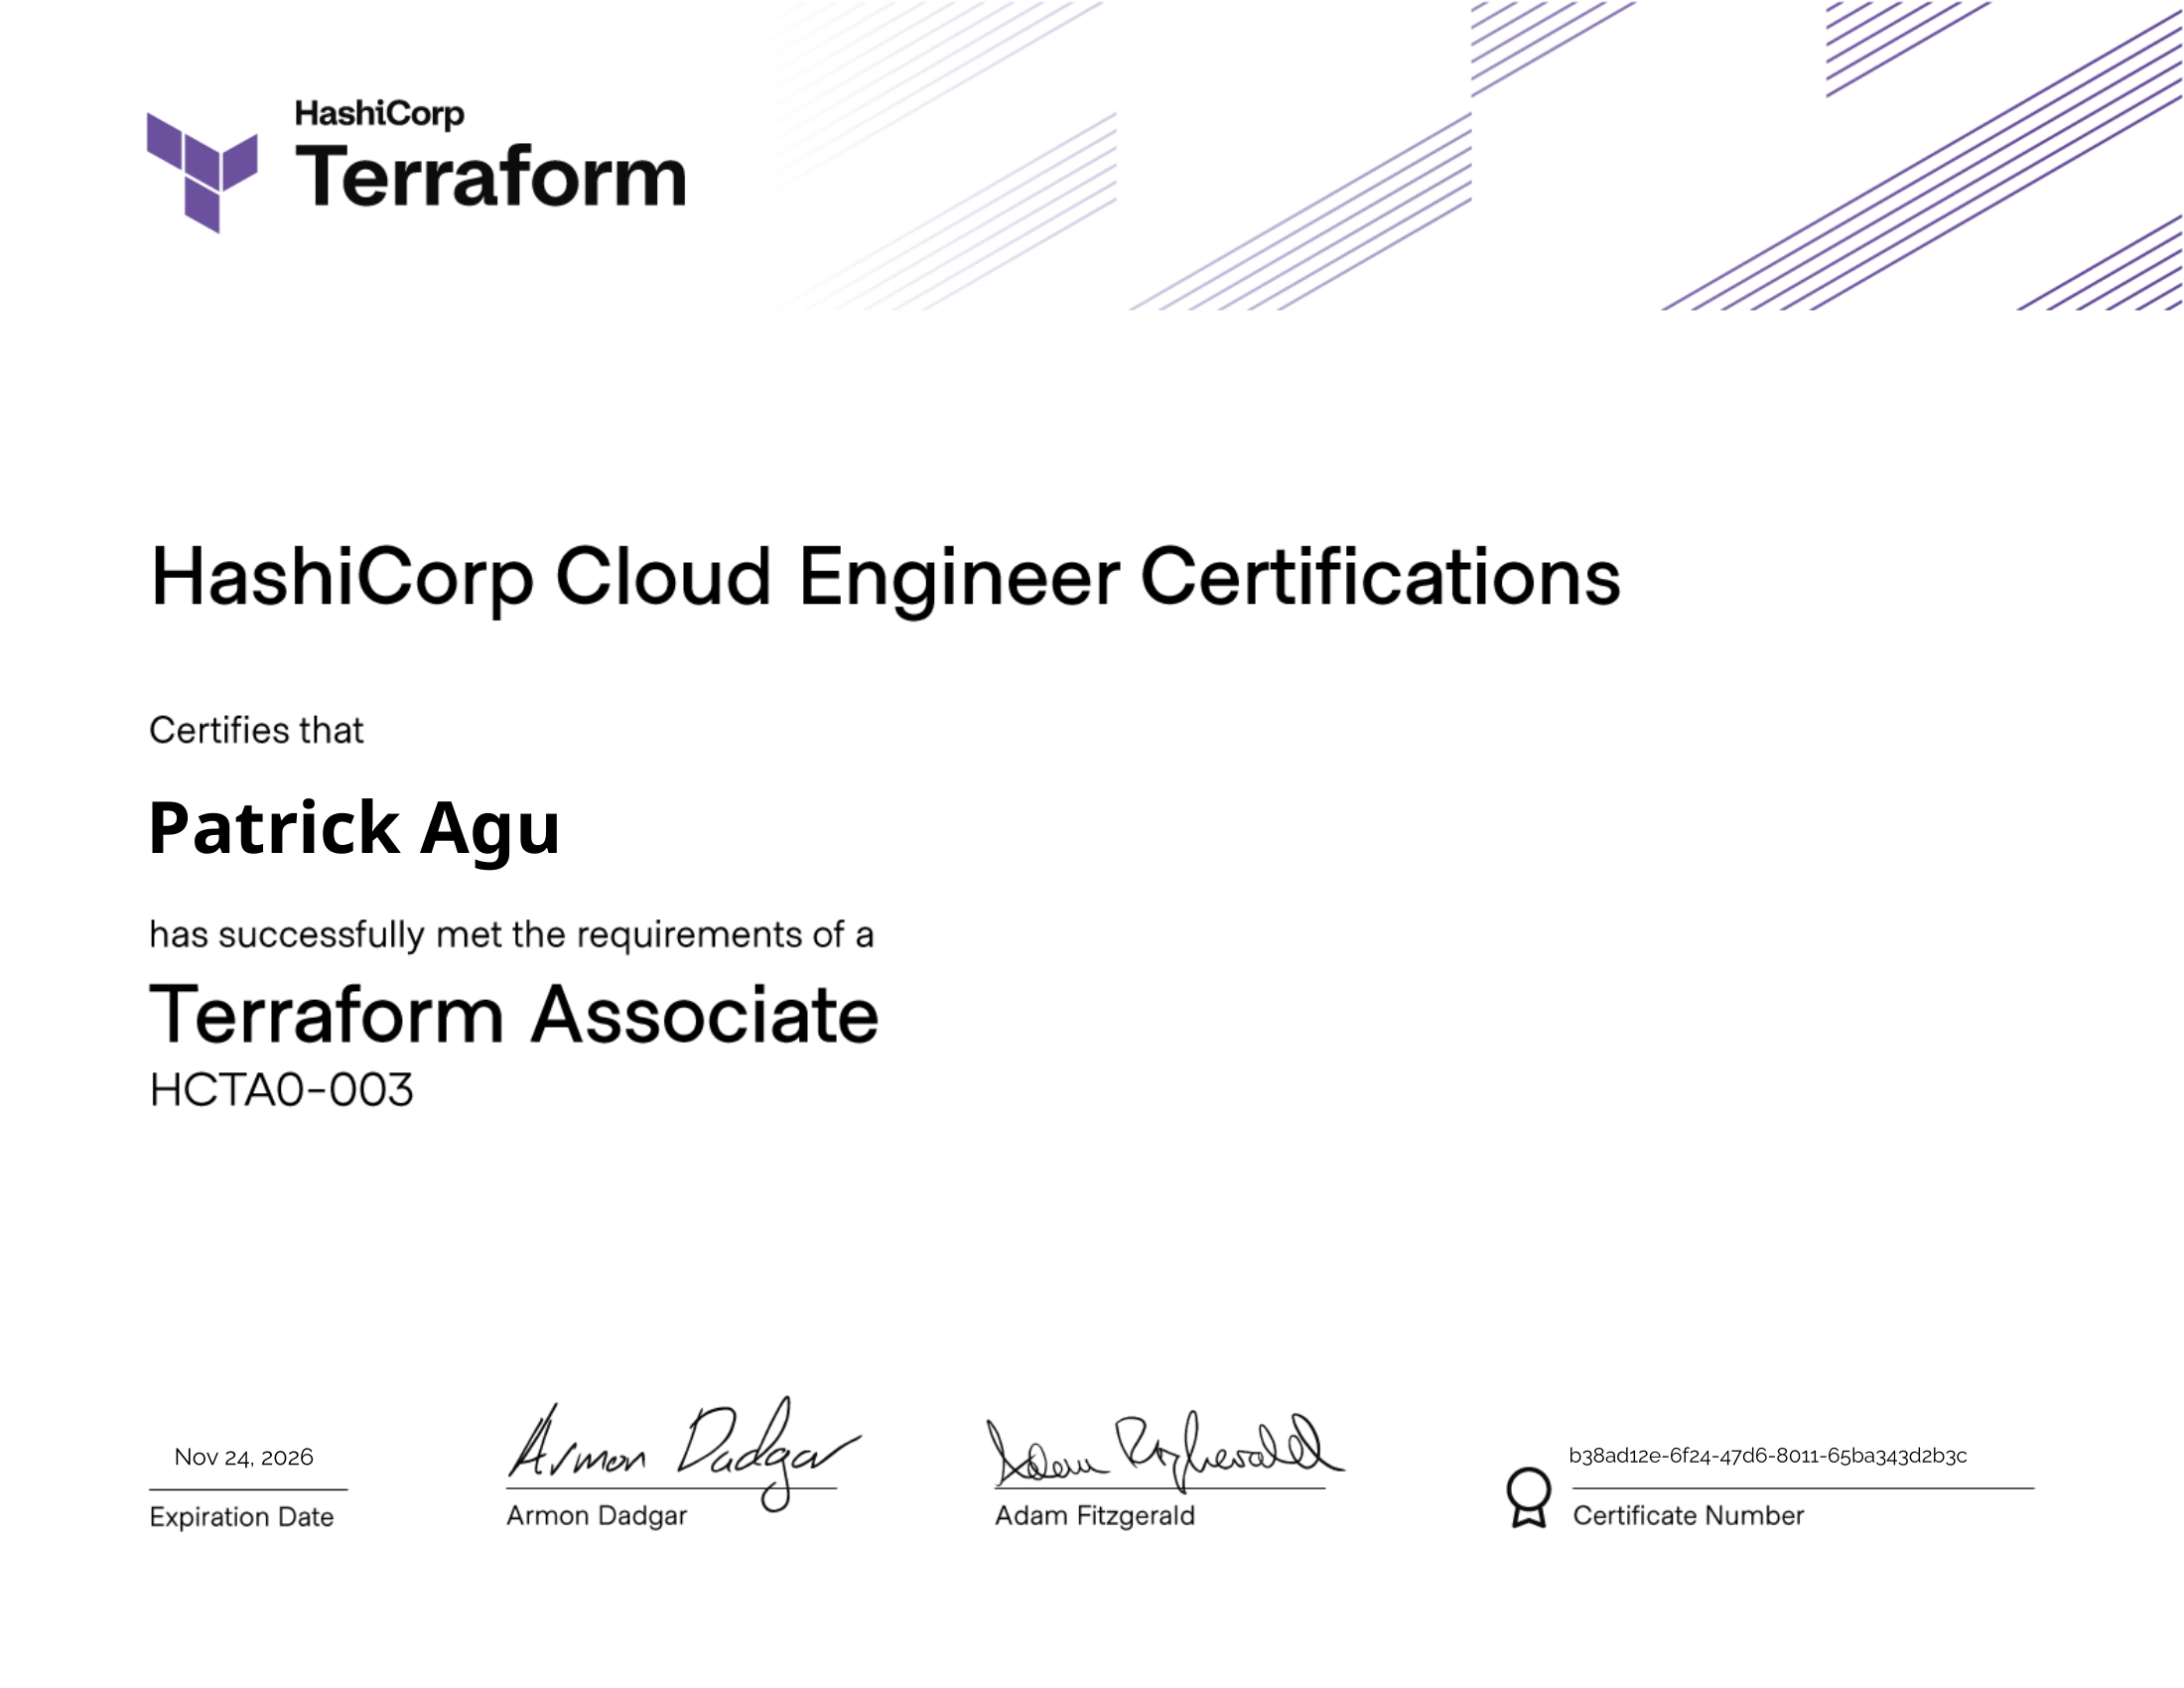 HashiCorp
Terraform
HashiCorp Cloud Engineer Certifications
Certifies that
Patrick Agu
has successfully met the requirements of a
Terraform Associate
HCTA0-003
Nov 24, 2026
Expiration Date
Armon Dadgar
Armon Dadgar
Adam Fitzgerald
Adam Fitzgerald
b38ad12e-6f24-47d6-8011-65ba343d2b3c
Certificate Number